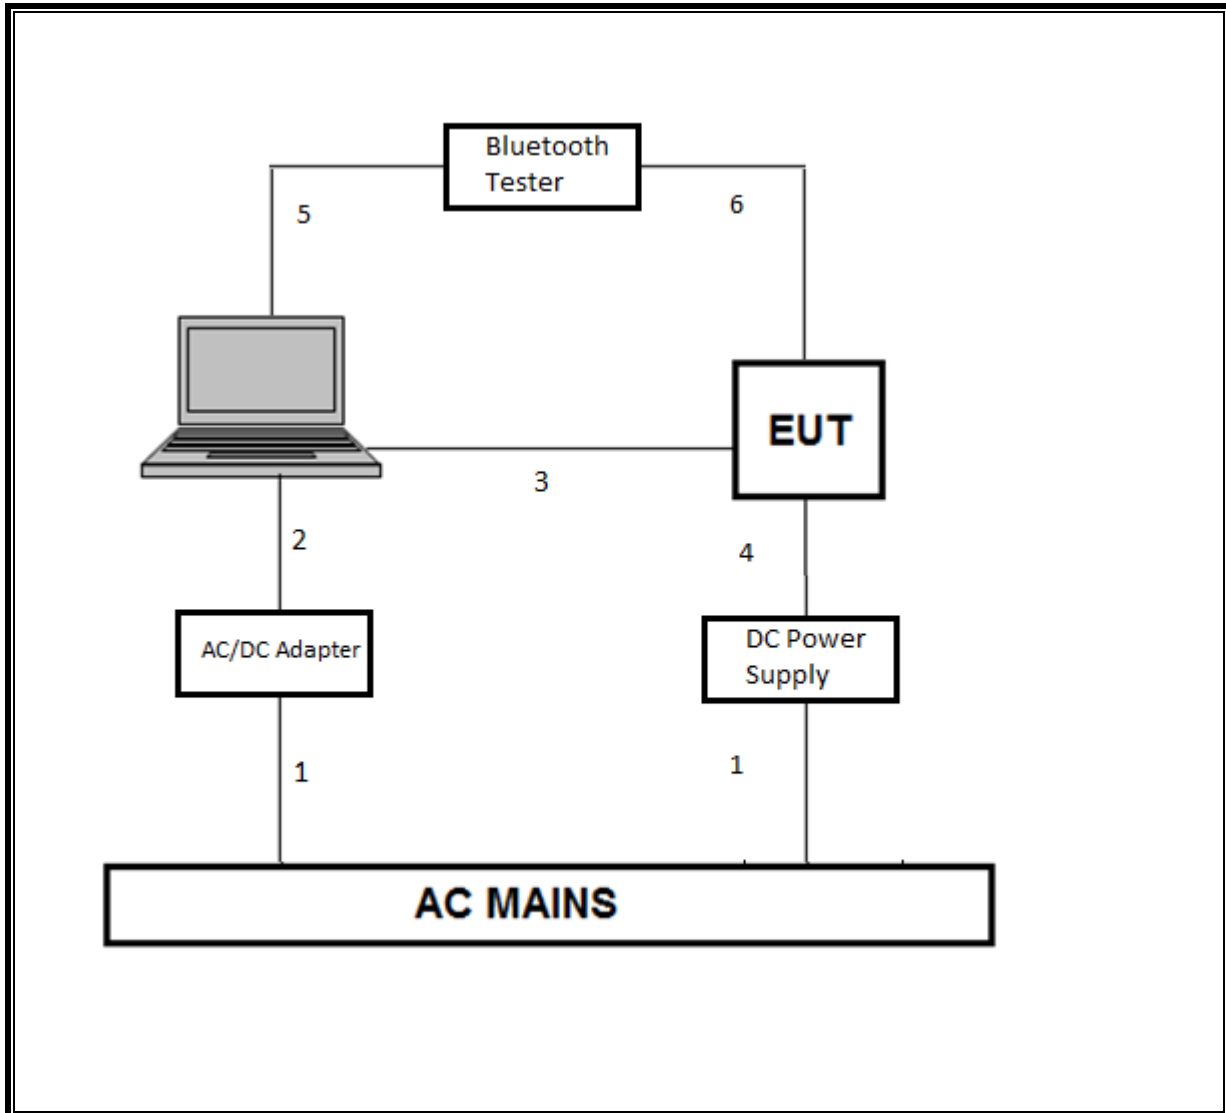 Bluetooth
Tester
5
6
EUT
3
2
4
AC/DC Adapter
DC Power
Supply
1
1
AC MAINS